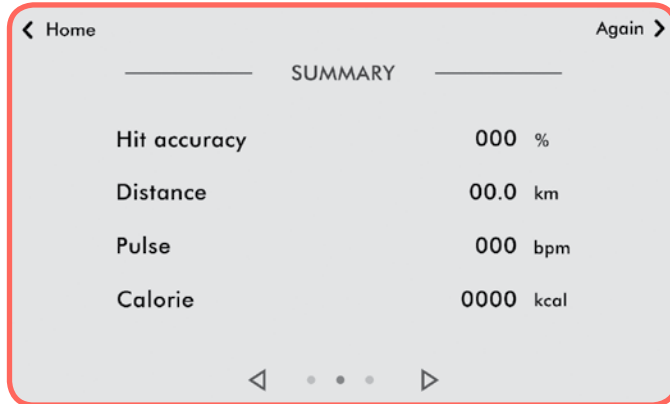 Home Again
SUMMARY
Hit accuracy 000 %
Distance 00.0 km
Pulse 000 bpm
Calorie 0000 kcal